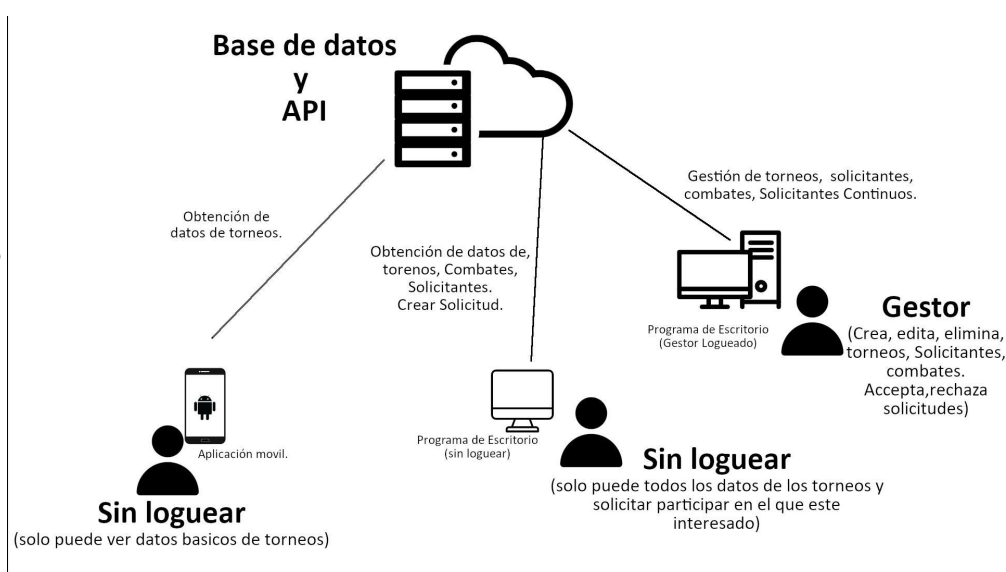 Base de datos
y
API
Gestión de torneos, solicitantes,
combates, Solicitantes Continuos.
Obtención de
datos de torneos.
Obtención de datos de,
torenos, Combates,
Solicitantes.
Crear Solicitud.
Programa de Escritorio
(Gestor Logueado)
Gestor
(Crea, edita, elimina,
torneos, Solicitantes,
combates.
Accepta,rechaza
solicitudes)
Aplicación movil.
Sin loguear
(solo puede ver datos basicos de torneos)
Programa de Escritorio
(sin loguear)
Sin loguear
(solo puede todos los datos de los torneos y
solicitar participar en el que este
interesado)